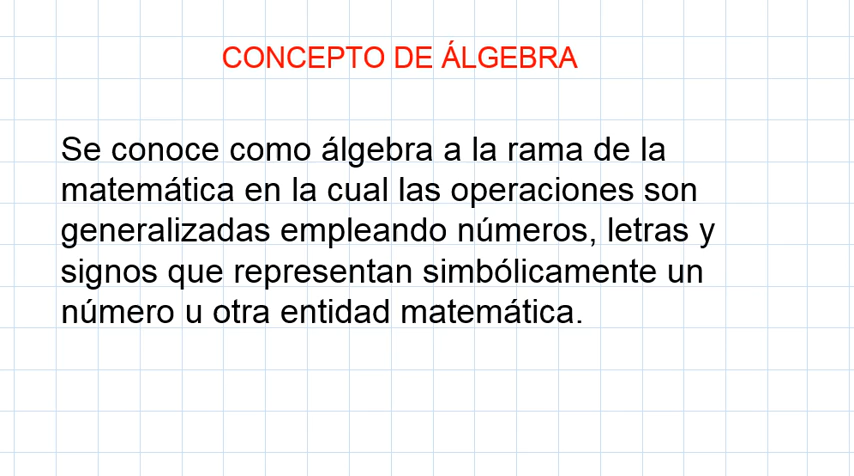 CONCEPTO DE ÁLGEBRA
Se conoce como álgebra a la rama de la
matemática en la cual las operaciones son
generalizadas empleando números, letras y
signos que representan simbólicamente un
número u otra entidad matemática.